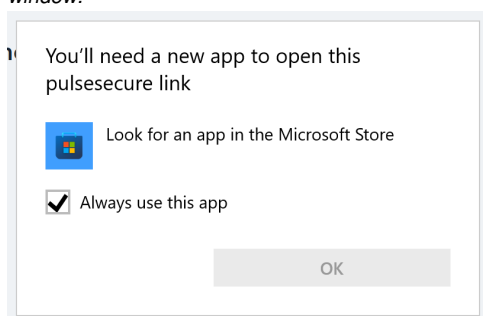 window.
You'll need a new app to open this
pulsesecure link
Look for an app in the Microsoft Store
Always use this app
OK